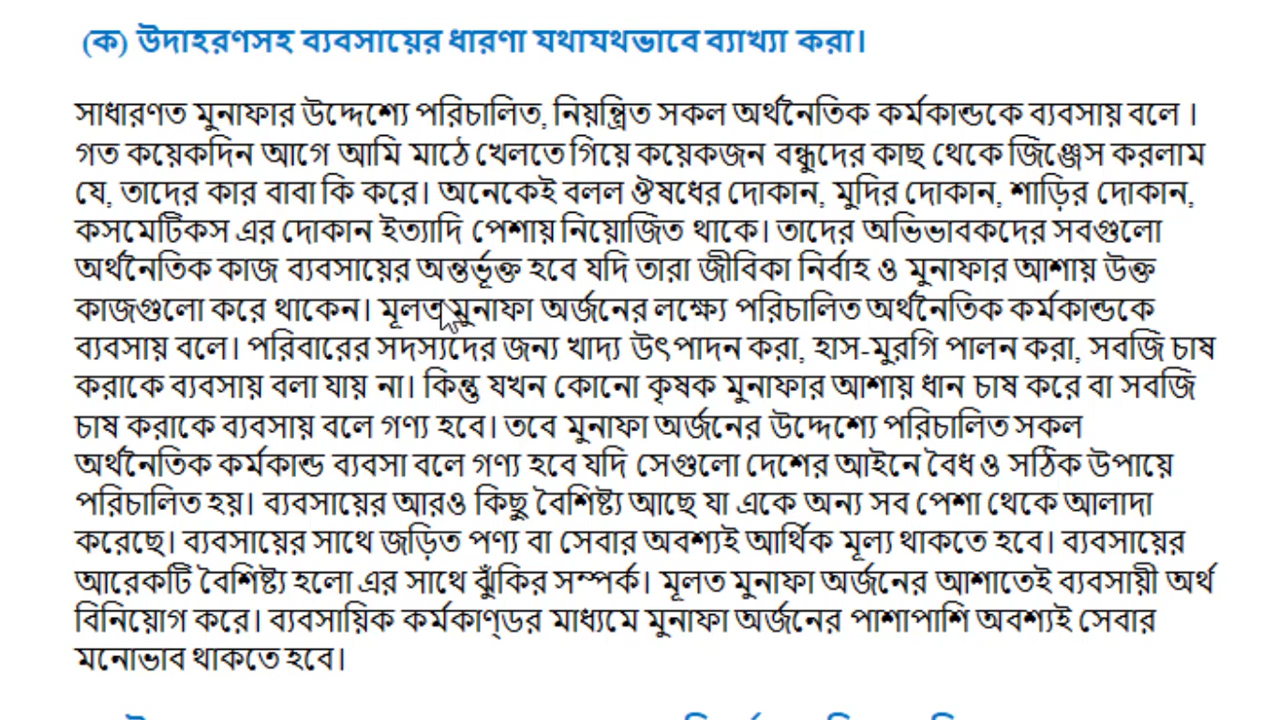 (ক) উদাহরণসহ ব্যবসায়ের ধারণা যথাযথভাবে ব্যাখ্যা করা।
সাধারণত মুনাফার উদ্দেশ্যে পরিচালিত, নিয়ন্ত্রিত সকল অর্থনৈতিক কর্মকান্ডকে ব্যবসায় বলে ।
গত কয়েকদিন আগে আমি মাঠে খেলতে গিয়ে কয়েকজন বন্ধুদের কাছ থেকে জিঞ্জেস করলাম
যে, তাদের কার বাবা কি করে। অনেকেই বলল ঔষধের দোকান, মুদির দোকান, শাড়ির দোকান,
কসমেটিকস এর দোকান ইত্যাদি পেশায় নিয়োজিত থাকে। তাদের অভিভাবকদের সবগুলো
অর্থনৈতিক কাজ ব্যবসায়ের অন্তর্ভূক্ত হবে যদি তারা জীবিকা নির্বাহ ও মুনাফার আশায় উক্ত
কাজগুলো করে থাকেন। মূলত মুনাফা অর্জনের লক্ষ্যে পরিচালিত অর্থনৈতিক কর্মকান্ডকে
ব্যবসায় বলে। পরিবারের সদস্যদের জন্য খাদ্য উৎপাদন করা, হাস-মুরগি পালন করা, সবজি চাষ
করাকে ব্যবসায় বলা যায় না। কিন্তু যখন কোনো কৃষক মুনাফার আশায় ধান চাষ করে বা সবজি
চাষ করাকে ব্যবসায় বলে গণ্য হবে। তবে মুনাফা অর্জনের উদ্দেশ্যে পরিচালিত সকল
অর্থনৈতিক কর্মকান্ড ব্যবসা বলে গণ্য হবে যদি সেগুলো দেশের আইনে বৈধ ও সঠিক উপায়ে
পরিচালিত হয়। ব্যবসায়ের আরও কিছু বৈশিষ্ট্য আছে যা একে অন্য সব পেশা থেকে আলাদা
করেছে। ব্যবসায়ের সাথে জড়িত পণ্য বা সেবার অবশ্যই আর্থিক মূল্য থাকতে হবে। ব্যবসায়ের
আরেকটি বৈশিষ্ট্য হলো এর সাথে ঝুঁকির সম্পর্ক। মূলত মুনাফা অর্জনের আশাতেই ব্যবসায়ী অর্থ
বিনিয়োগ করে। ব্যবসায়িক কর্মকাণ্ডর মাধ্যমে মুনাফা অর্জনের পাশাপাশি অবশ্যই সেবার
মনোভাব থাকতে হবে।